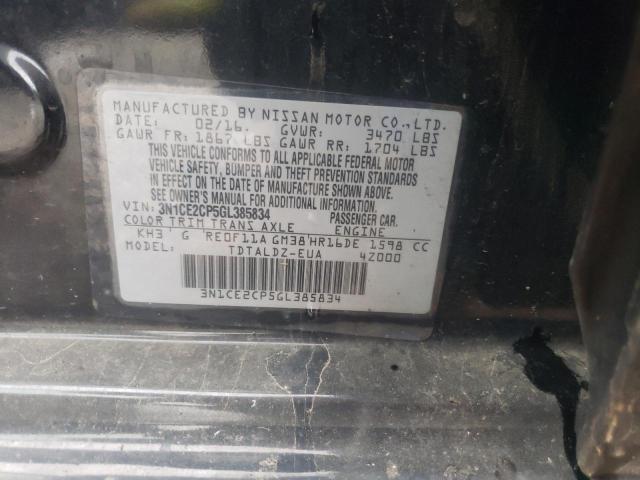 MANUFACTURED BY NISSAN MOTOR CO., LTD.
DATE: 02/16. GVWR: 3470 LBS
GAWR FR: 1867 LBS GAWR RR: 1704 LBS
THIS VEHICLE CONFORMS TO ALL APPLICABLE FEDERAL MOTOR
VEHICLE SAFETY, BUMPER AND THEFT PREVENTION STANDARDS
IN EFFECT ON THE DATE OF MANUFACTURE SHOWN ABOVE.
SEE OWNER'S MANUAL FOR ADDITIONAL INFORMATION.
VIN: 3N1CE2CP5GL385834 PASSENGER CAR.
COLOR TRIM TRANS AXLE ENGINE
KH3 G RE0F11A GM38 HR16DE 1598 CC
MODEL: TDTALDZ-EUA 4Z000
3N1CE2CP5GL385834